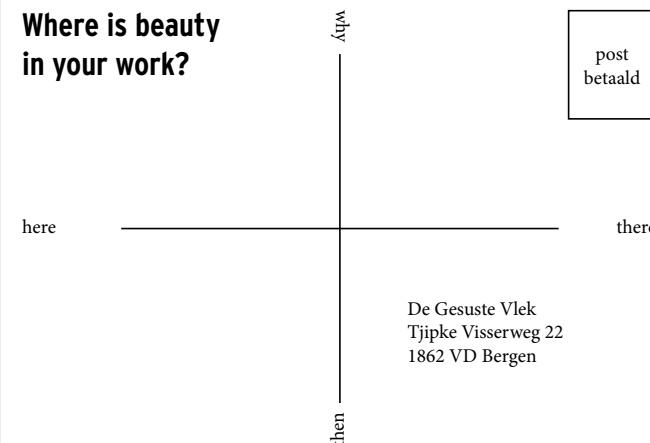 Where is beauty
in your work?
why
post
betaald
here
there
De Gesuste Vlek
Tjipke Visserweg 22
1862 VD Bergen
then